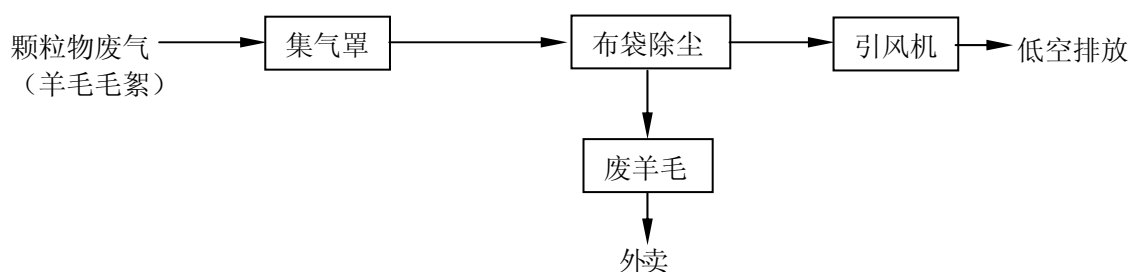 颗粒物废气
（羊毛毛絮）
集气罩
布袋除尘
引风机
低空排放
废羊毛
外卖